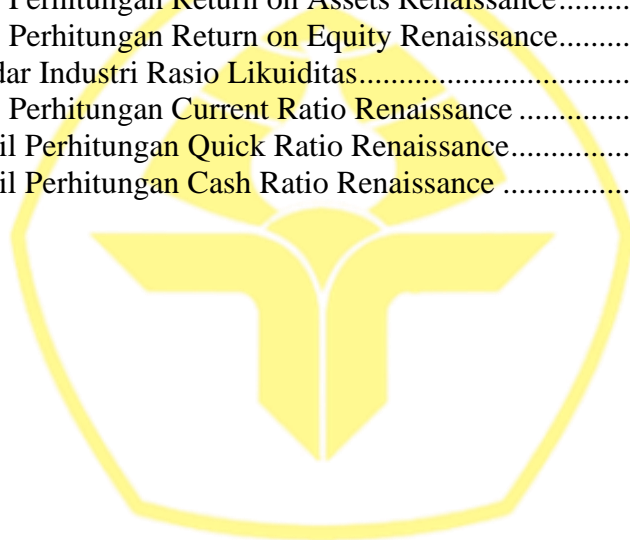 Perhitungan Return on Assets Renaissance.......
Perhitungan Return on Equity Renaissance.......
dar Industri Rasio Likuiditas..........................
Perhitungan Current Ratio Renaissance ...........
il Perhitungan Quick Ratio Renaissance............
il Perhitungan Cash Ratio Renaissance .............